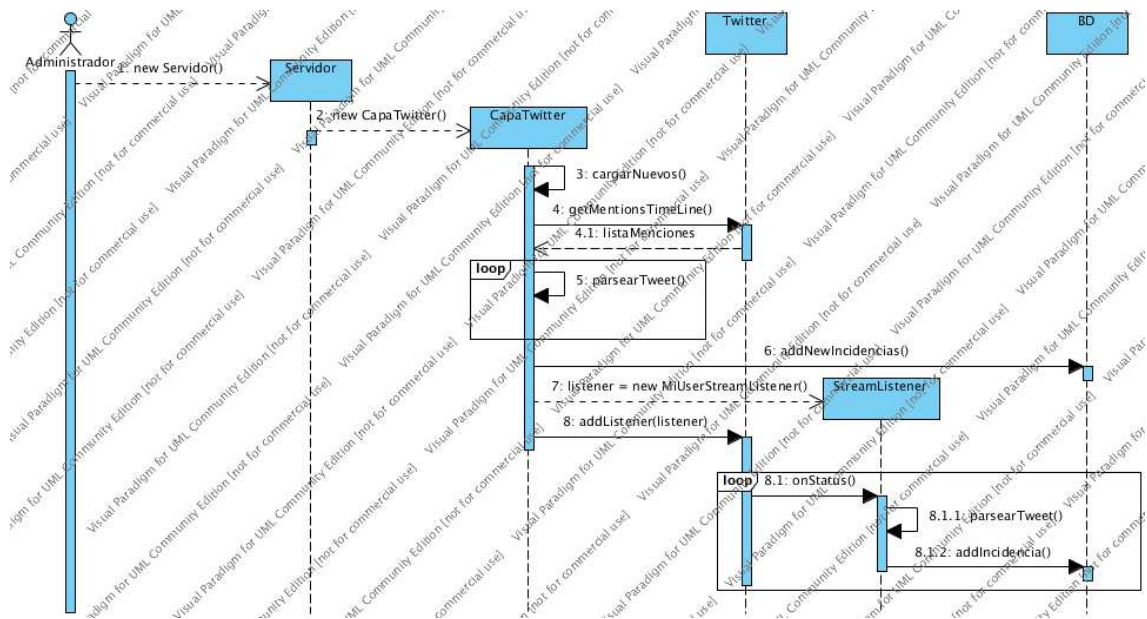 Twitter
BD
Administrador
1: new Servidor()
Servidor
2: new CapaTwitter()
CapaTwitter
3: cargarNuevos()
4: getMentionsTimeLine()
4.1: listaMenciones
loop
5: parsearTweet()
6: addNewIncidencias()
7: listener = new MiUserStreamListener()
StreamListener
8: addListener(listener)
loop
8.1: onStatus()
8.1.1: parsearTweet()
8.1.2: addIncidencia()
Visual Paradigm for UML Community Edition [not for commercial use]